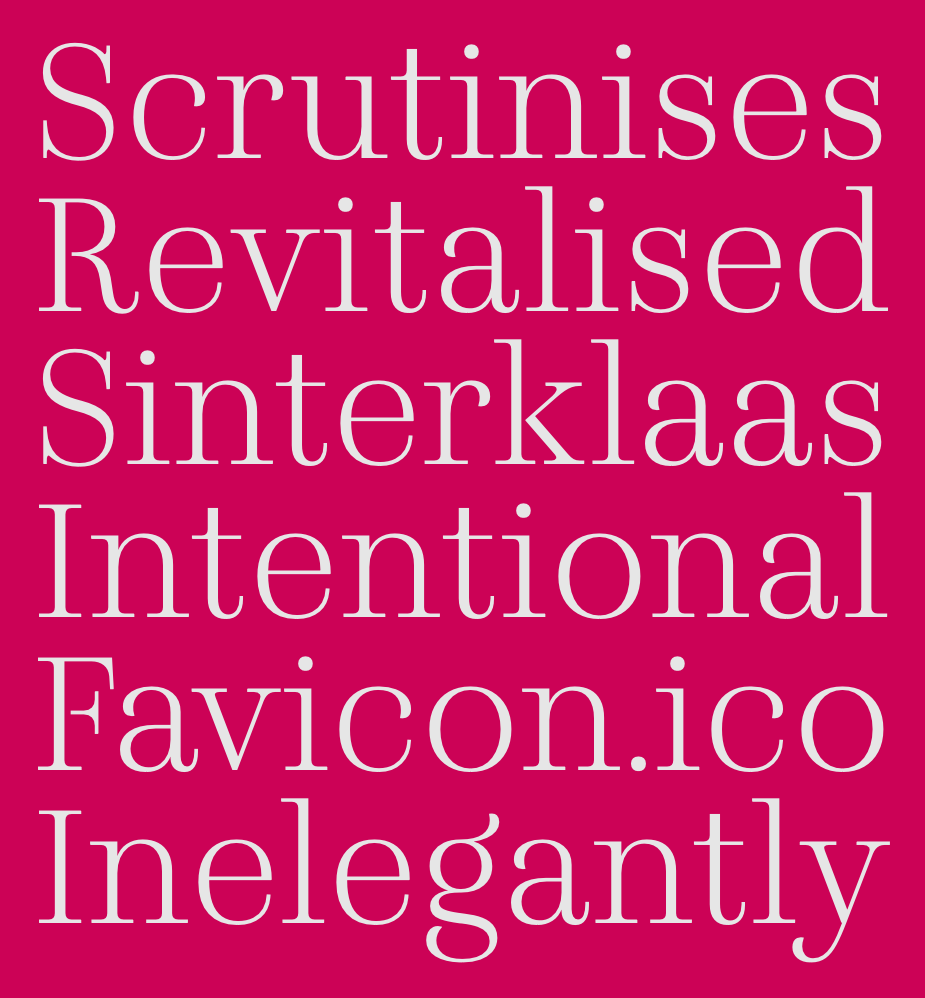 Scrutinises
Revitalised
Sinterklaas
Intentional
Favicon.ico
Inelegantly